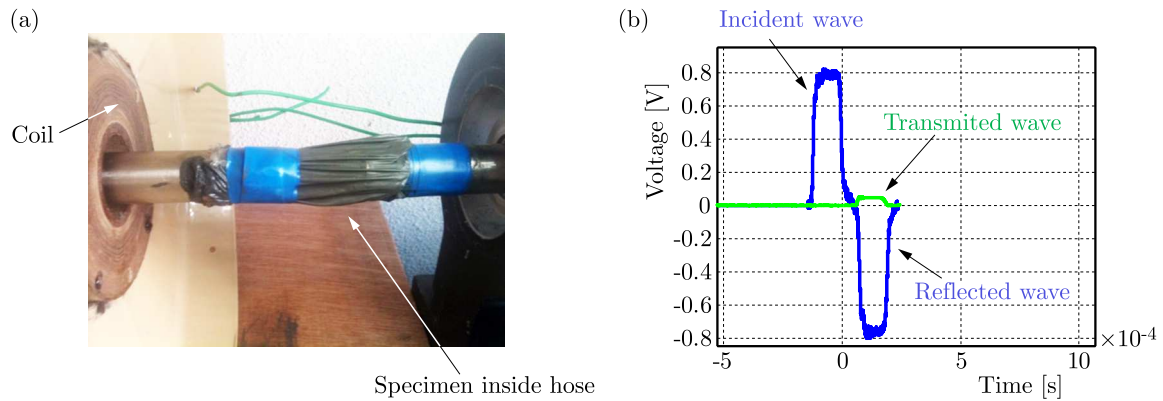 (a)
Coil
Specimen inside hose
(b)
Incident wave
Transmited wave
Reflected wave
Voltage [V]
0.8
0.6
0.4
0.2
0
-0.2
-0.4
-0.6
-0.8
-5 0 5 10
×10⁻⁴
Time [s]